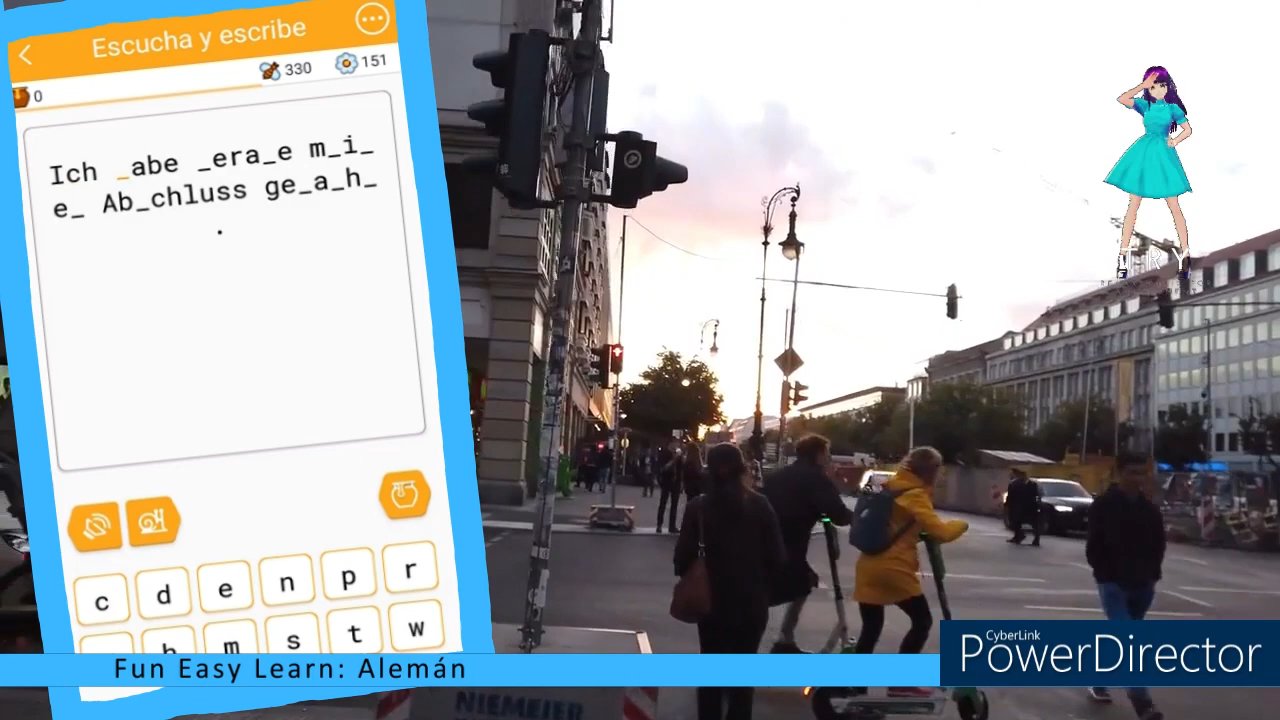 Escucha y escribe
330
151
0
Ich _abe _era_e m_i_
e_ Ab_chluss ge_a_h_
.
c d e n p r
h m s t w
TRY
Fun Easy Learn: Alemán
CyberLink
PowerDirector
NIEMEIER